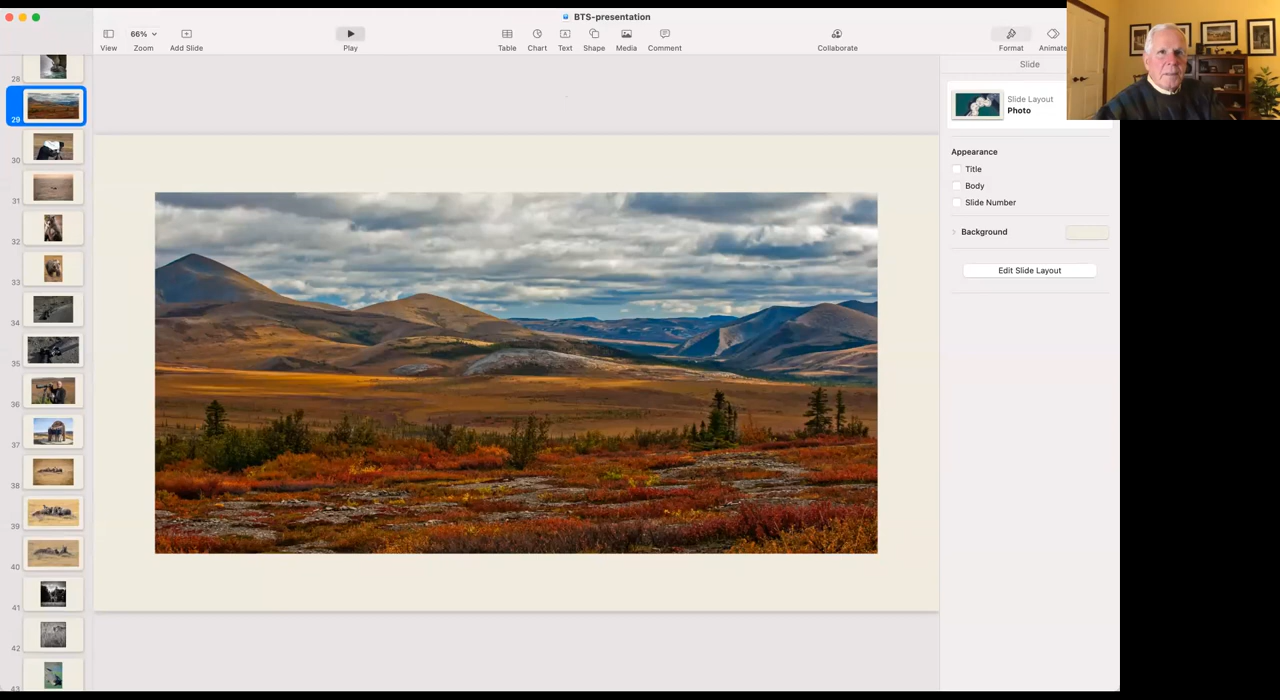 BTS-presentation
View
66%
Zoom
Add Slide
Play
Table
Chart
Text
Shape
Media
Comment
Collaborate
Format
Animate
Slide
Slide Layout
Photo
Appearance
Title
Body
Slide Number
Background
Edit Slide Layout
28
29
30
31
32
33
34
35
36
37
38
39
40
41
42
43